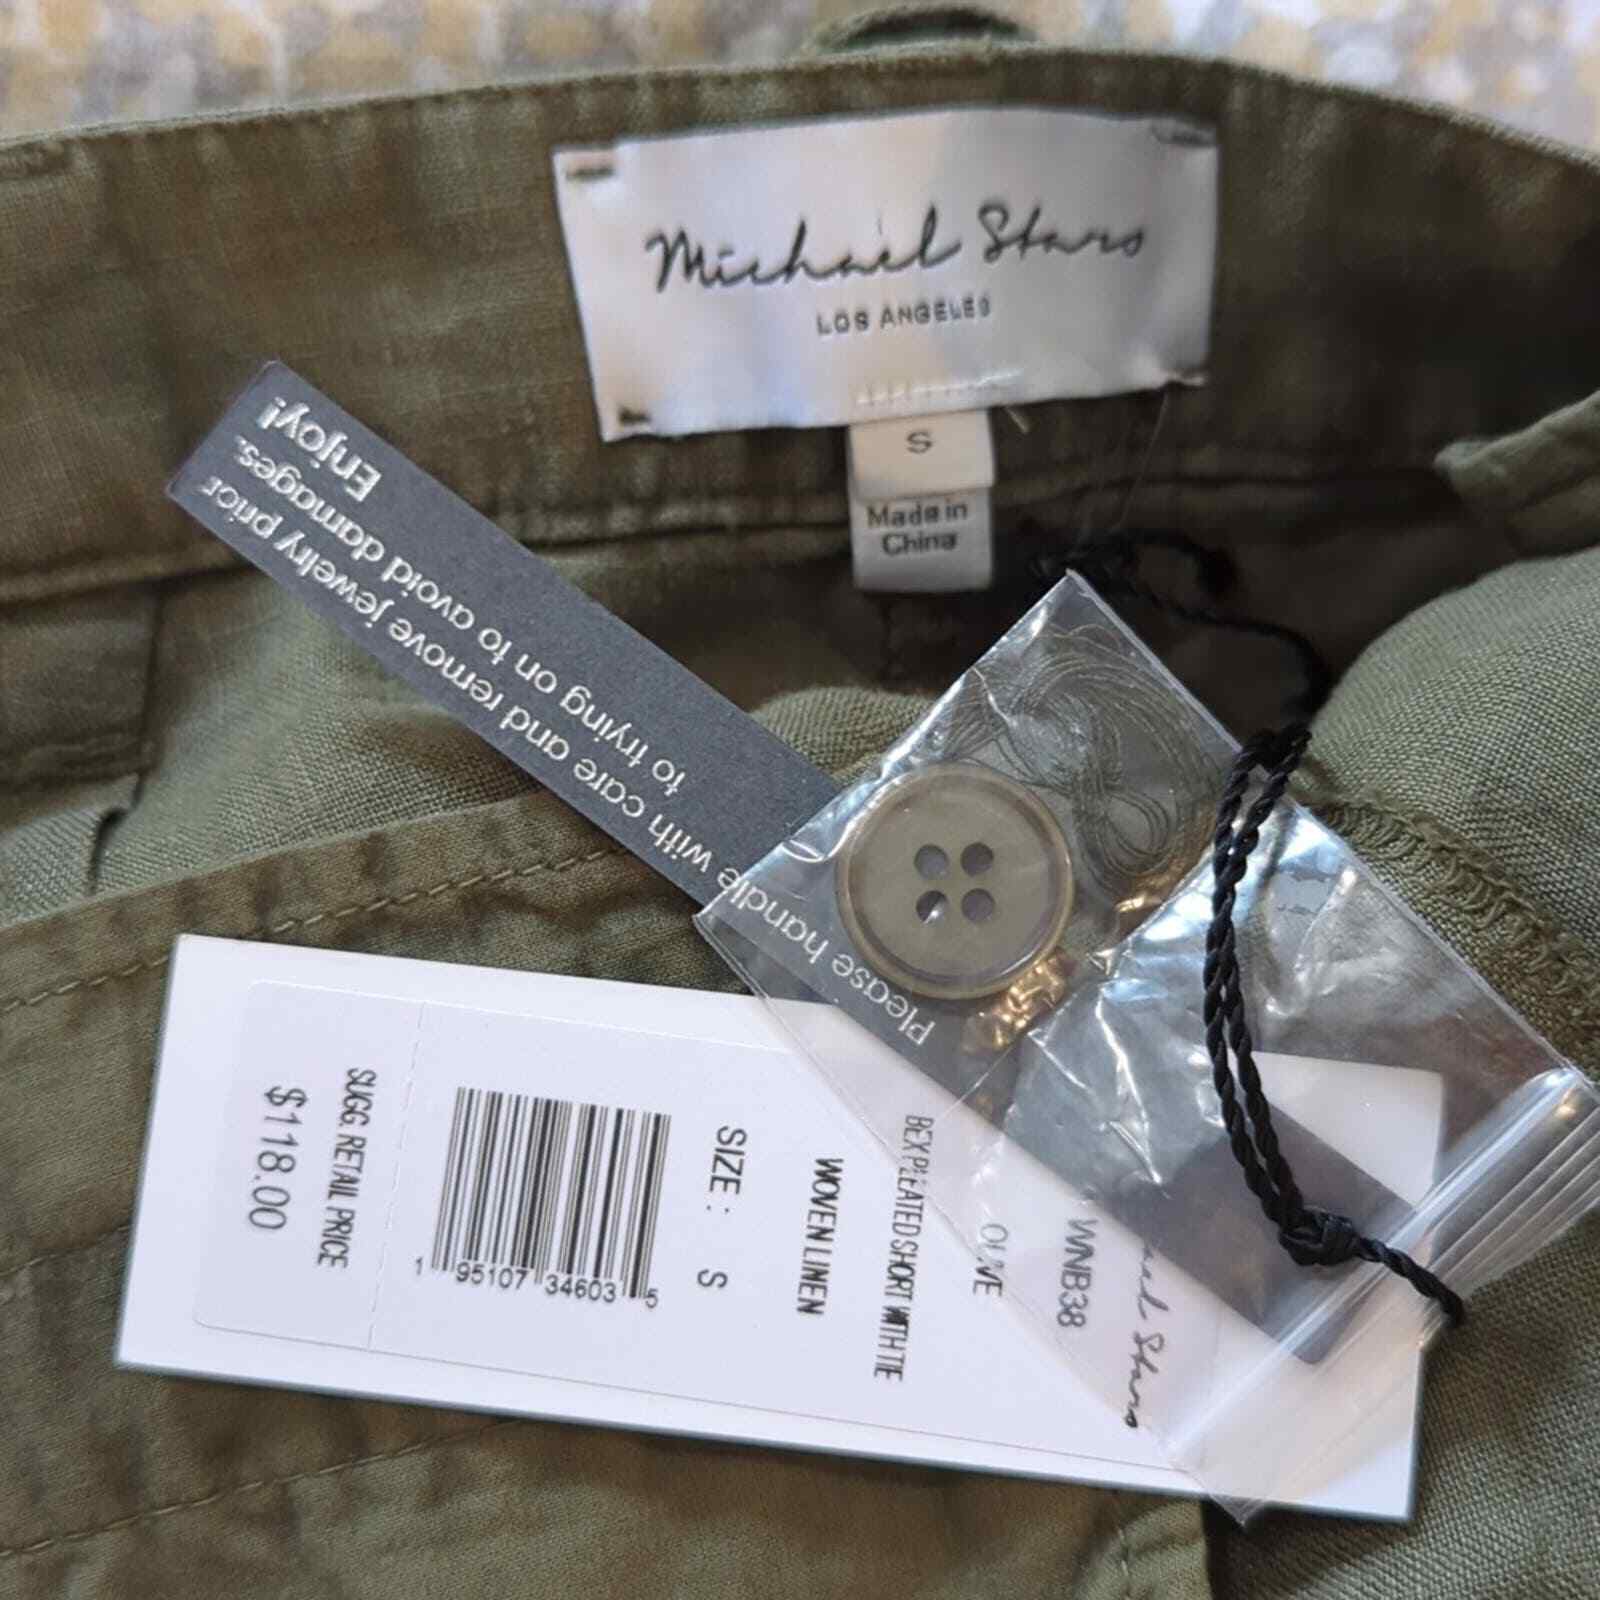 Michael Stars
LOS ANGELES
S
Made in
China
Please handle with care and remove jewelry prior
to trying on to avoid damages.
Enjoy!
ael Stars
WNB38
OLIVE
BEX PLEATED SHORT WITH TIE
WOVEN LINEN
SIZE: S
1 95107 34603 5
SUGG. RETAIL PRICE
$118.00